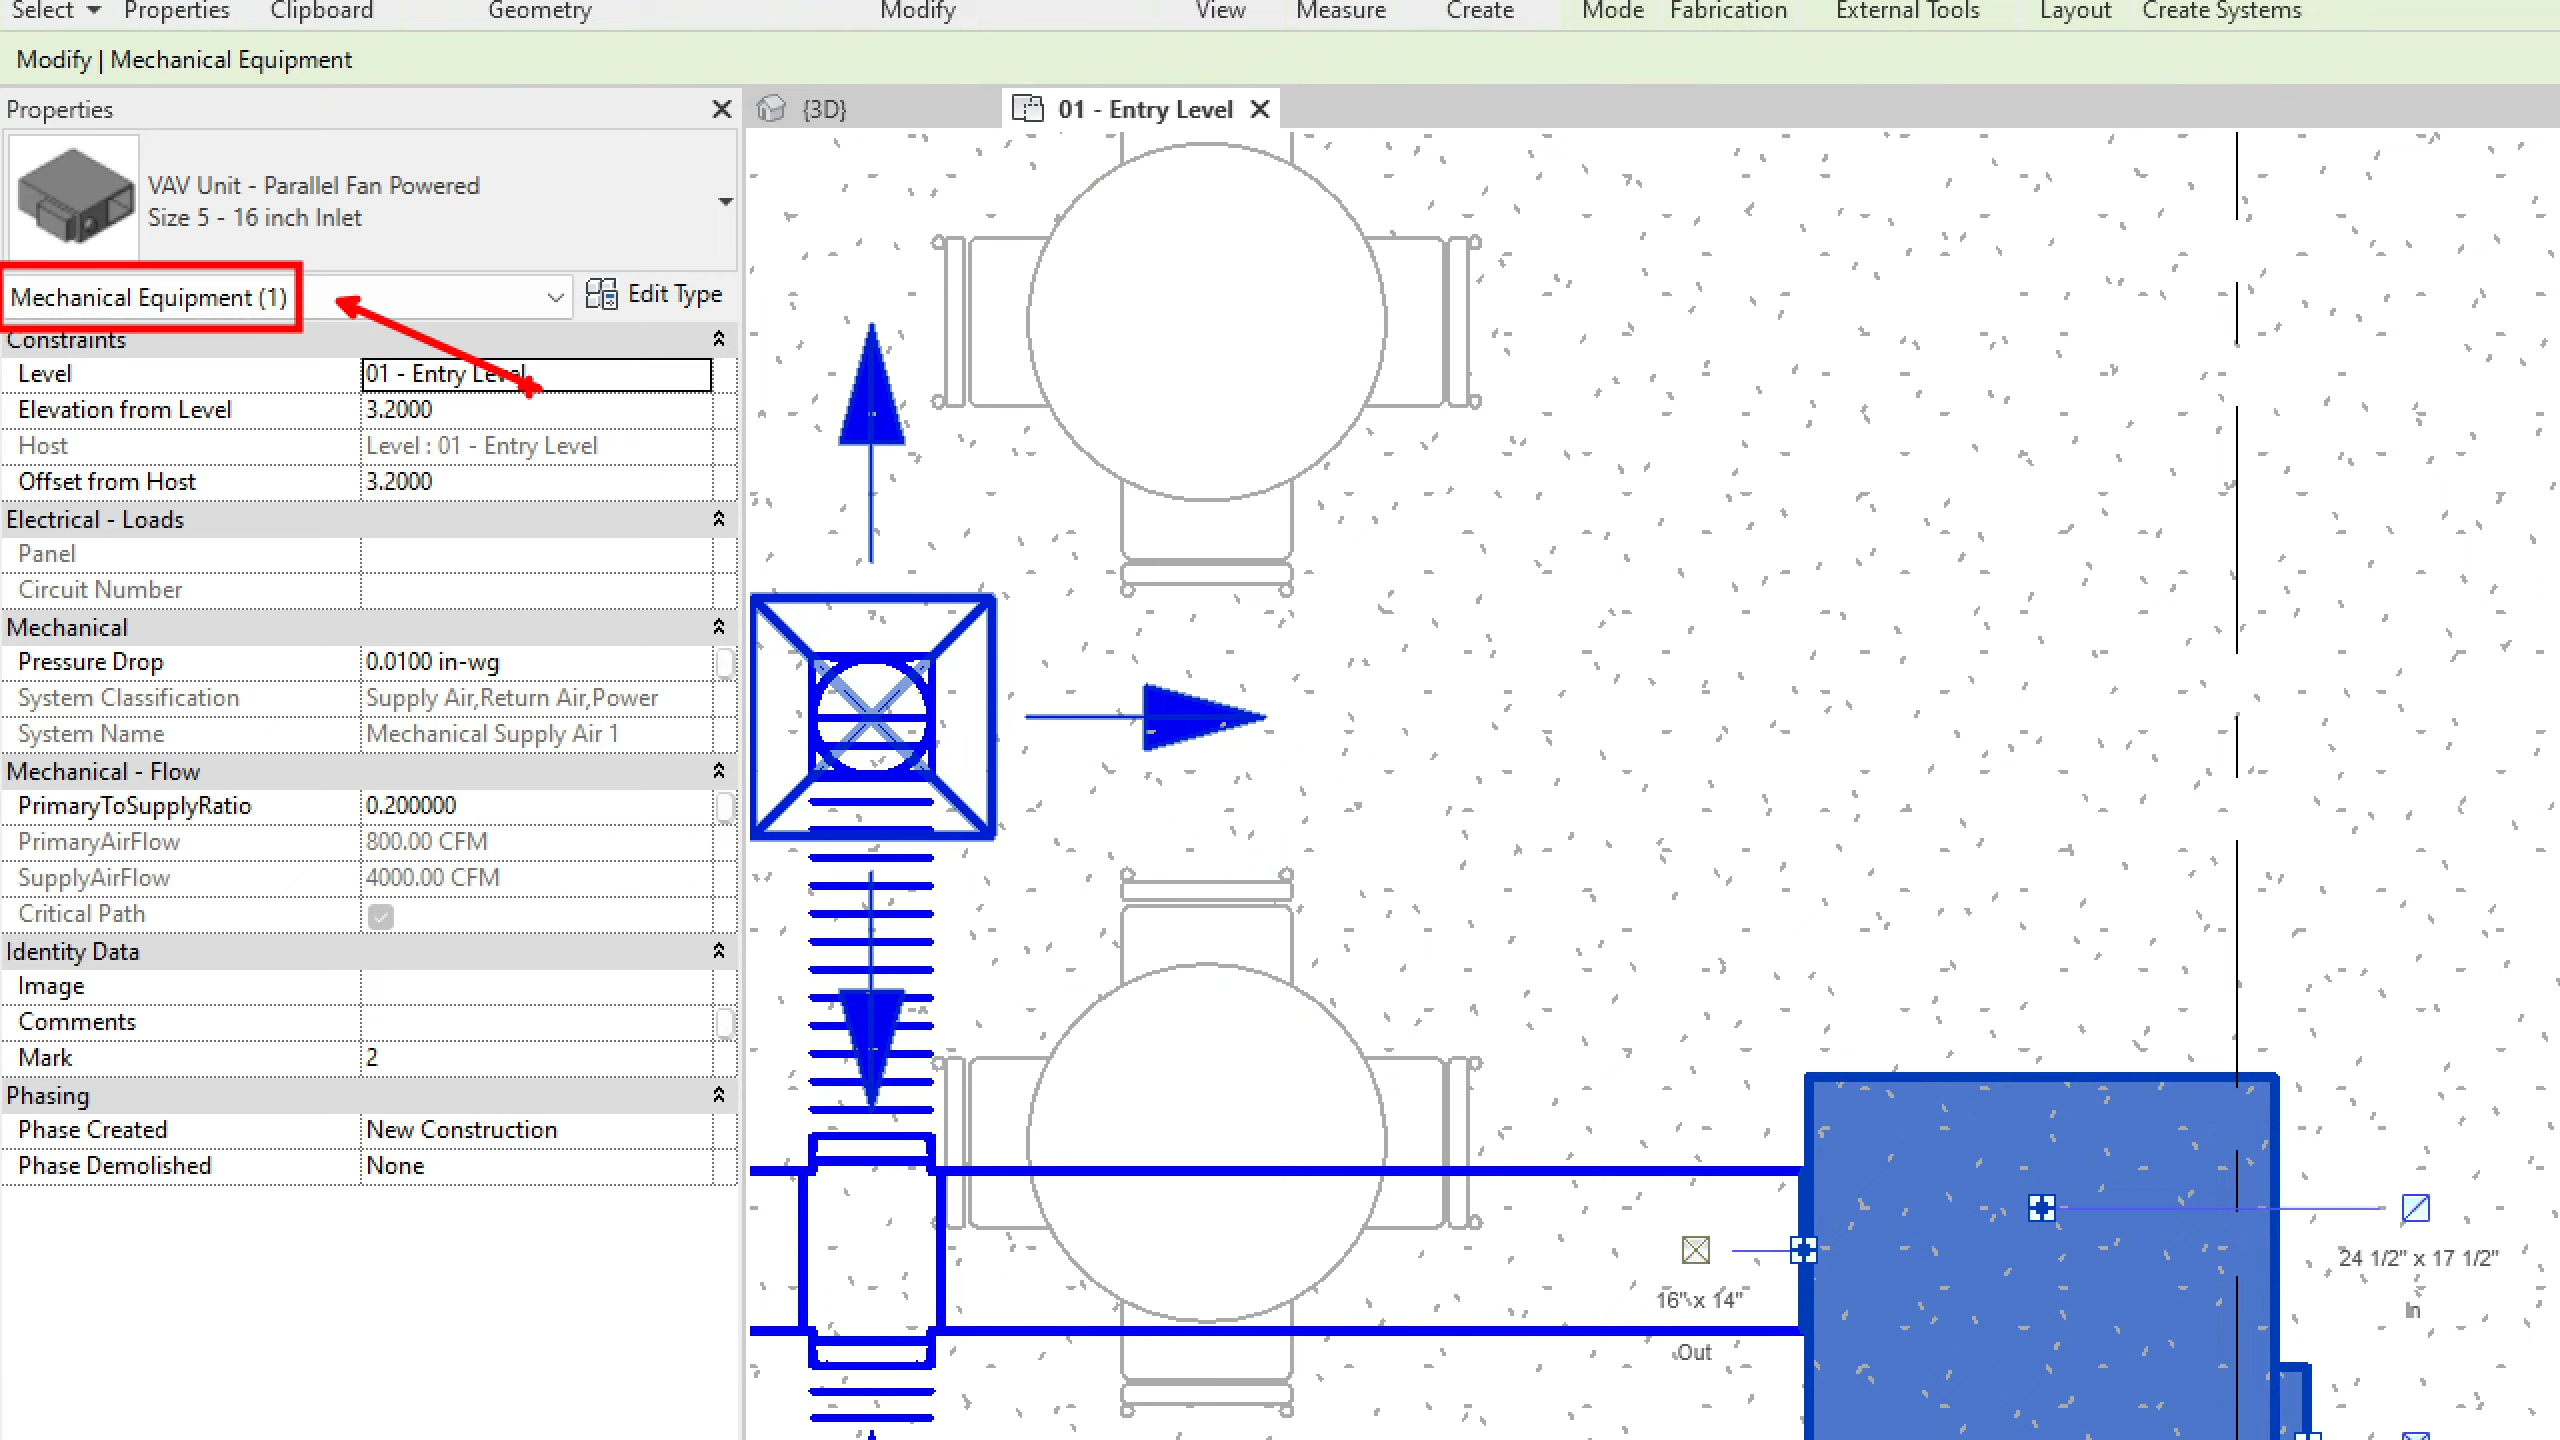 Select Properties Clipboard Geometry Modify View Measure Create Mode Fabrication External Tools Layout Create Systems
Modify | Mechanical Equipment
Properties
{3D}
01 - Entry Level
VAV Unit - Parallel Fan Powered
Size 5 - 16 inch Inlet
Mechanical Equipment (1)
Edit Type
Constraints
Level 01 - Entry Level
Elevation from Level 3.2000
Host Level : 01 - Entry Level
Offset from Host 3.2000
Electrical - Loads
Panel
Circuit Number
Mechanical
Pressure Drop 0.0100 in-wg
System Classification Supply Air,Return Air,Power
System Name Mechanical Supply Air 1
Mechanical - Flow
PrimaryToSupplyRatio 0.200000
PrimaryAirFlow 800.00 CFM
SupplyAirFlow 4000.00 CFM
Critical Path
Identity Data
Image
Comments
Mark 2
Phasing
Phase Created New Construction
Phase Demolished None
24 1/2" x 17 1/2"
In
16" x 14"
Out